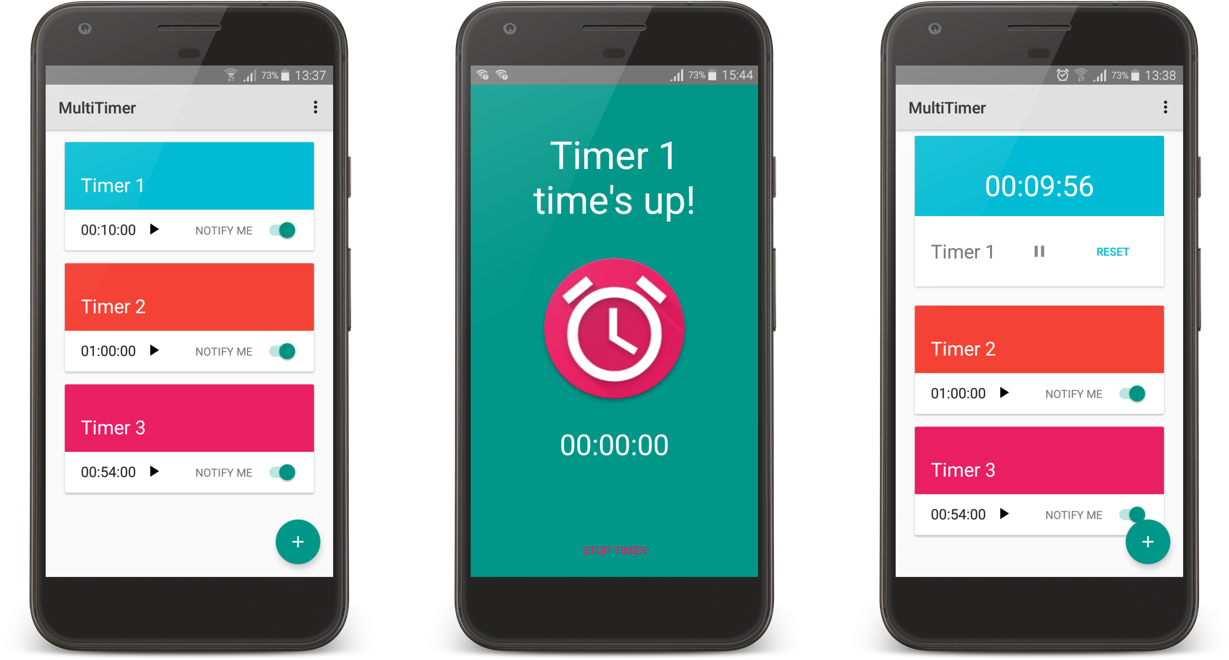 73% 13:37
MultiTimer
Timer 1
00:10:00 NOTIFY ME
Timer 2
01:00:00 NOTIFY ME
Timer 3
00:54:00 NOTIFY ME
+
73% 15:44
Timer 1
time's up!
00:00:00
STOP TIMER
73% 13:38
MultiTimer
00:09:56
Timer 1 RESET
Timer 2
01:00:00 NOTIFY ME
Timer 3
00:54:00 NOTIFY ME
+